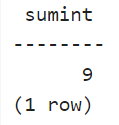 sumint
--------
9
(1 row)